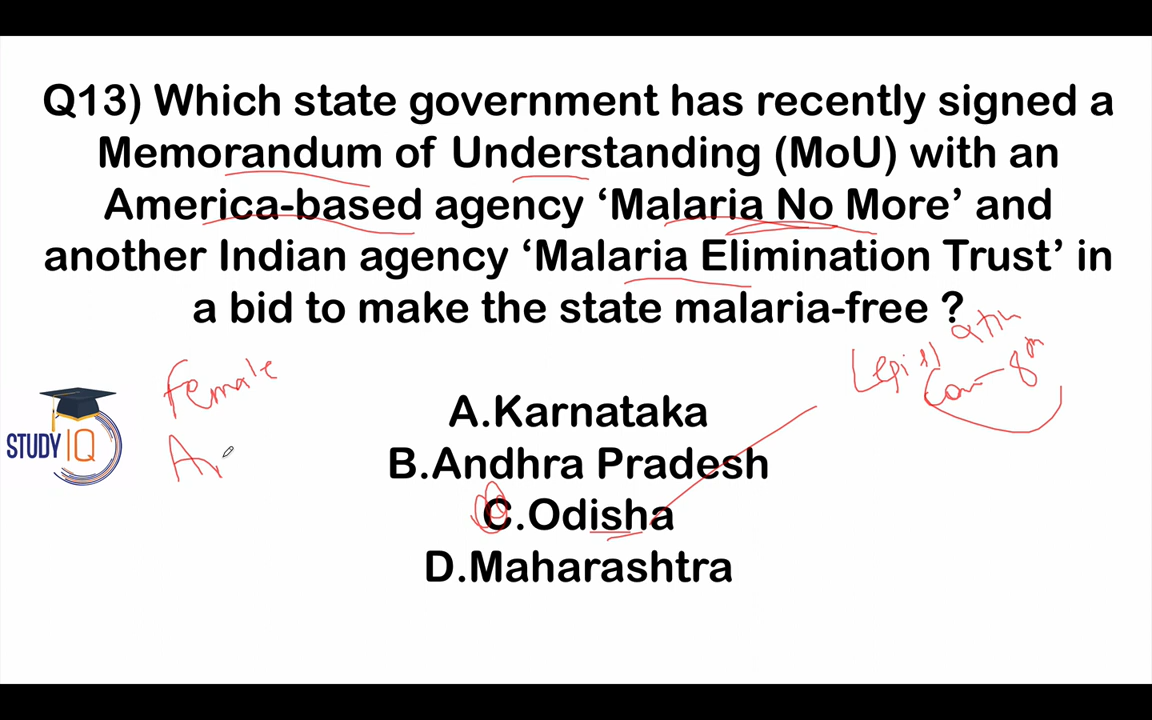 Q13) Which state government has recently signed a
Memorandum of Understanding (MoU) with an
America-based agency ‘Malaria No More’ and
another Indian agency ‘Malaria Elimination Trust’ in
a bid to make the state malaria-free ?
Female
STUDY IQ
A.Karnataka
B.Andhra Pradesh
C.Odisha
D.Maharashtra